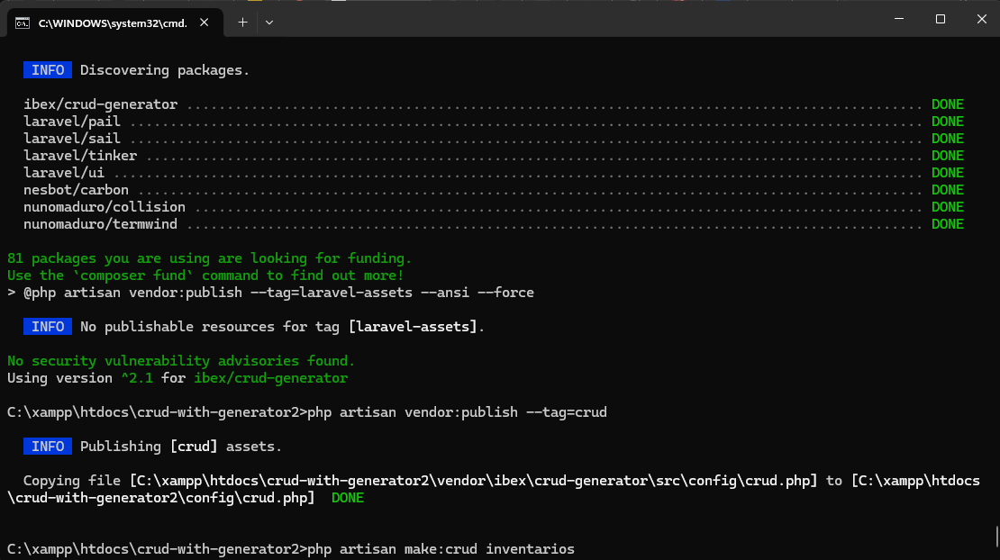 C:\WINDOWS\system32\cmd.
INFO Discovering packages.
ibex/crud-generator ........................................................................................... DONE
laravel/pail .................................................................................................. DONE
laravel/sail .................................................................................................. DONE
laravel/tinker ................................................................................................ DONE
laravel/ui .................................................................................................... DONE
nesbot/carbon ................................................................................................. DONE
nunomaduro/collision .......................................................................................... DONE
nunomaduro/termwind ........................................................................................... DONE
81 packages you are using are looking for funding.
Use the `composer fund` command to find out more!
> @php artisan vendor:publish --tag=laravel-assets --ansi --force
INFO No publishable resources for tag [laravel-assets].
No security vulnerability advisories found.
Using version ^2.1 for ibex/crud-generator
C:\xampp\htdocs\crud-with-generator2>php artisan vendor:publish --tag=crud
INFO Publishing [crud] assets.
Copying file [C:\xampp\htdocs\crud-with-generator2\vendor\ibex\crud-generator\src\config\crud.php] to [C:\xampp\htdocs
\crud-with-generator2\config\crud.php] DONE
C:\xampp\htdocs\crud-with-generator2>php artisan make:crud inventarios